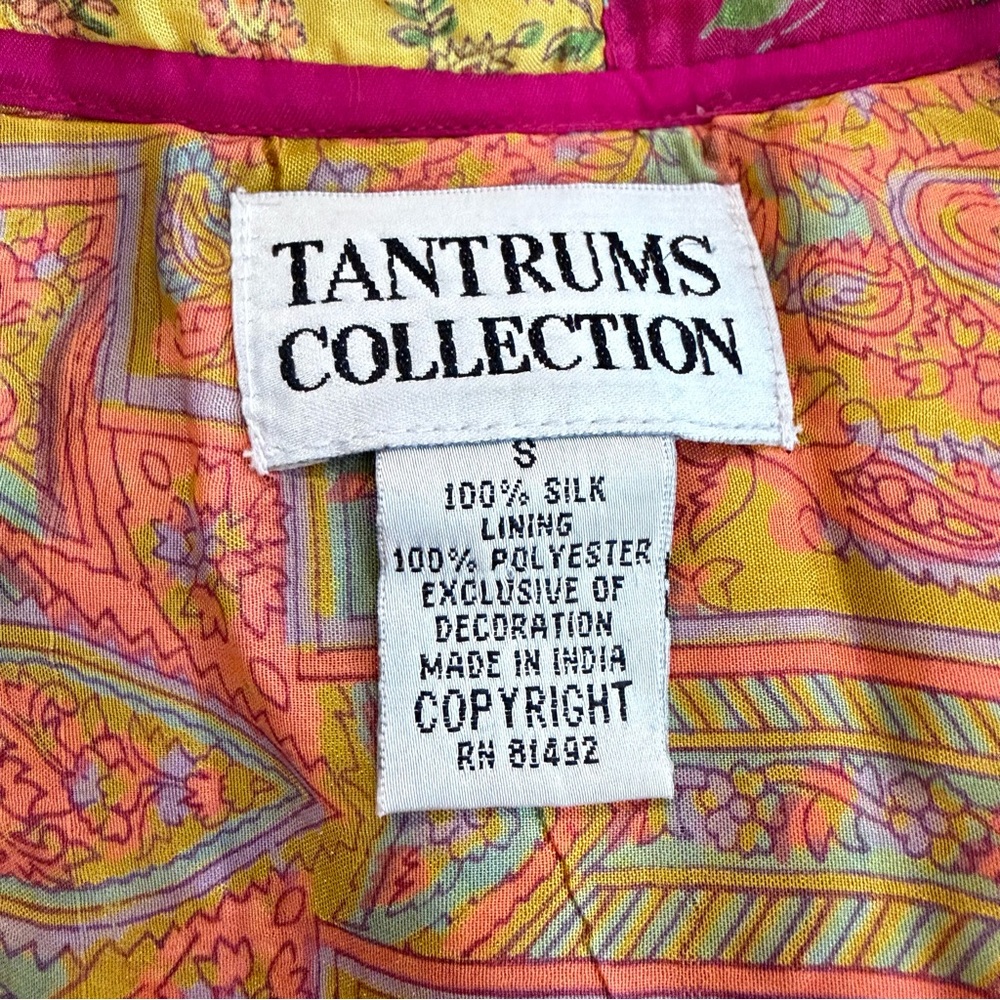 TANTRUMS
COLLECTION
S
100% SILK
LINING
100% POLYESTER
EXCLUSIVE OF
DECORATION
MADE IN INDIA
COPYRIGHT
RN 81492